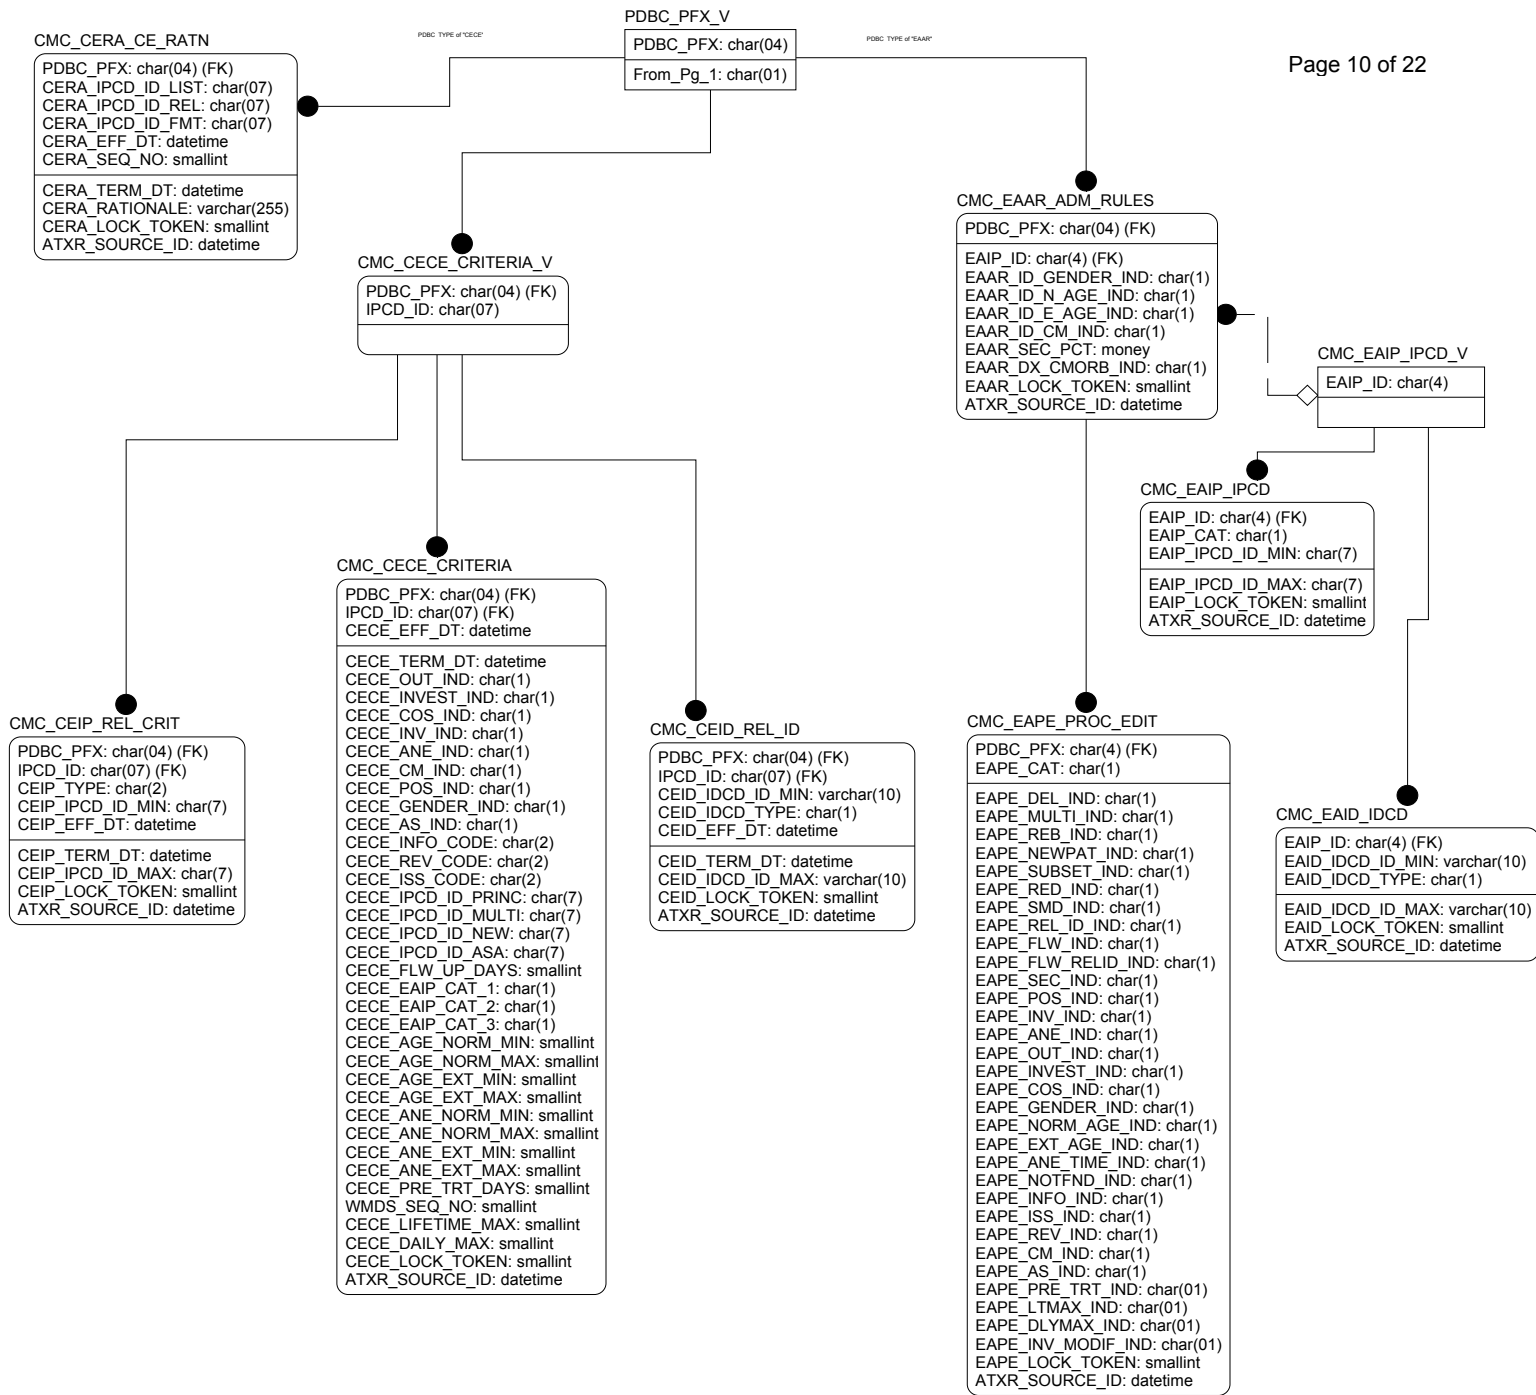 PDBC_PFX_V
PDBC_PFX: char(04)
From_Pg_1: char(01)
PDBC TYPE of "CECE"
PDBC TYPE of "EAAR"
Page 10 of 22
CMC_CERA_CE_RATN
PDBC_PFX: char(04) (FK)
CERA_IPCD_ID_LIST: char(07)
CERA_IPCD_ID_REL: char(07)
CERA_IPCD_ID_FMT: char(07)
CERA_EFF_DT: datetime
CERA_SEQ_NO: smallint
CERA_TERM_DT: datetime
CERA_RATIONALE: varchar(255)
CERA_LOCK_TOKEN: smallint
ATXR_SOURCE_ID: datetime
CMC_CECE_CRITERIA_V
PDBC_PFX: char(04) (FK)
IPCD_ID: char(07)
CMC_EAAR_ADM_RULES
PDBC_PFX: char(04) (FK)
EAIP_ID: char(4) (FK)
EAAR_ID_GENDER_IND: char(1)
EAAR_ID_N_AGE_IND: char(1)
EAAR_ID_E_AGE_IND: char(1)
EAAR_ID_CM_IND: char(1)
EAAR_SEC_PCT: money
EAAR_DX_CMORB_IND: char(1)
EAAR_LOCK_TOKEN: smallint
ATXR_SOURCE_ID: datetime
CMC_EAIP_IPCD_V
EAIP_ID: char(4)
CMC_EAIP_IPCD
EAIP_ID: char(4) (FK)
EAIP_CAT: char(1)
EAIP_IPCD_ID_MIN: char(7)
EAIP_IPCD_ID_MAX: char(7)
EAIP_LOCK_TOKEN: smallint
ATXR_SOURCE_ID: datetime
CMC_CEIP_REL_CRIT
PDBC_PFX: char(04) (FK)
IPCD_ID: char(07) (FK)
CEIP_TYPE: char(2)
CEIP_IPCD_ID_MIN: char(7)
CEIP_EFF_DT: datetime
CEIP_TERM_DT: datetime
CEIP_IPCD_ID_MAX: char(7)
CEIP_LOCK_TOKEN: smallint
ATXR_SOURCE_ID: datetime
CMC_CECE_CRITERIA
PDBC_PFX: char(04) (FK)
IPCD_ID: char(07) (FK)
CECE_EFF_DT: datetime
CECE_TERM_DT: datetime
CECE_OUT_IND: char(1)
CECE_INVEST_IND: char(1)
CECE_COS_IND: char(1)
CECE_INV_IND: char(1)
CECE_ANE_IND: char(1)
CECE_CM_IND: char(1)
CECE_POS_IND: char(1)
CECE_GENDER_IND: char(1)
CECE_AS_IND: char(1)
CECE_INFO_CODE: char(2)
CECE_REV_CODE: char(2)
CECE_ISS_CODE: char(2)
CECE_IPCD_ID_PRINC: char(7)
CECE_IPCD_ID_MULTI: char(7)
CECE_IPCD_ID_NEW: char(7)
CECE_IPCD_ID_ASA: char(7)
CECE_FLW_UP_DAYS: smallint
CECE_EAIP_CAT_1: char(1)
CECE_EAIP_CAT_2: char(1)
CECE_EAIP_CAT_3: char(1)
CECE_AGE_NORM_MIN: smallint
CECE_AGE_NORM_MAX: smallint
CECE_AGE_EXT_MIN: smallint
CECE_AGE_EXT_MAX: smallint
CECE_ANE_NORM_MIN: smallint
CECE_ANE_NORM_MAX: smallint
CECE_ANE_EXT_MIN: smallint
CECE_ANE_EXT_MAX: smallint
CECE_PRE_TRT_DAYS: smallint
WMDS_SEQ_NO: smallint
CECE_LIFETIME_MAX: smallint
CECE_DAILY_MAX: smallint
CECE_LOCK_TOKEN: smallint
ATXR_SOURCE_ID: datetime
CMC_CEID_REL_ID
PDBC_PFX: char(04) (FK)
IPCD_ID: char(07) (FK)
CEID_IDCD_ID_MIN: varchar(10)
CEID_IDCD_TYPE: char(1)
CEID_EFF_DT: datetime
CEID_TERM_DT: datetime
CEID_IDCD_ID_MAX: varchar(10)
CEID_LOCK_TOKEN: smallint
ATXR_SOURCE_ID: datetime
CMC_EAPE_PROC_EDIT
PDBC_PFX: char(4) (FK)
EAPE_CAT: char(1)
EAPE_DEL_IND: char(1)
EAPE_MULTI_IND: char(1)
EAPE_REB_IND: char(1)
EAPE_NEWPAT_IND: char(1)
EAPE_SUBSET_IND: char(1)
EAPE_RED_IND: char(1)
EAPE_SMD_IND: char(1)
EAPE_REL_ID_IND: char(1)
EAPE_FLW_IND: char(1)
EAPE_FLW_RELID_IND: char(1)
EAPE_SEC_IND: char(1)
EAPE_POS_IND: char(1)
EAPE_INV_IND: char(1)
EAPE_ANE_IND: char(1)
EAPE_OUT_IND: char(1)
EAPE_INVEST_IND: char(1)
EAPE_COS_IND: char(1)
EAPE_GENDER_IND: char(1)
EAPE_NORM_AGE_IND: char(1)
EAPE_EXT_AGE_IND: char(1)
EAPE_ANE_TIME_IND: char(1)
EAPE_NOTFND_IND: char(1)
EAPE_INFO_IND: char(1)
EAPE_ISS_IND: char(1)
EAPE_REV_IND: char(1)
EAPE_CM_IND: char(1)
EAPE_AS_IND: char(1)
EAPE_PRE_TRT_IND: char(01)
EAPE_LTMAX_IND: char(01)
EAPE_DLYMAX_IND: char(01)
EAPE_INV_MODIF_IND: char(01)
EAPE_LOCK_TOKEN: smallint
ATXR_SOURCE_ID: datetime
CMC_EAID_IDCD
EAIP_ID: char(4) (FK)
EAID_IDCD_ID_MIN: varchar(10)
EAID_IDCD_TYPE: char(1)
EAID_IDCD_ID_MAX: varchar(10)
EAID_LOCK_TOKEN: smallint
ATXR_SOURCE_ID: datetime